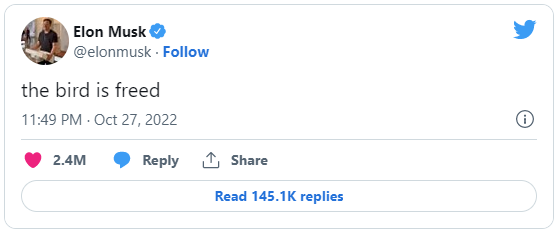 Elon Musk
@elonmusk · Follow
the bird is freed
11:49 PM · Oct 27, 2022
2.4M Reply Share
Read 145.1K replies